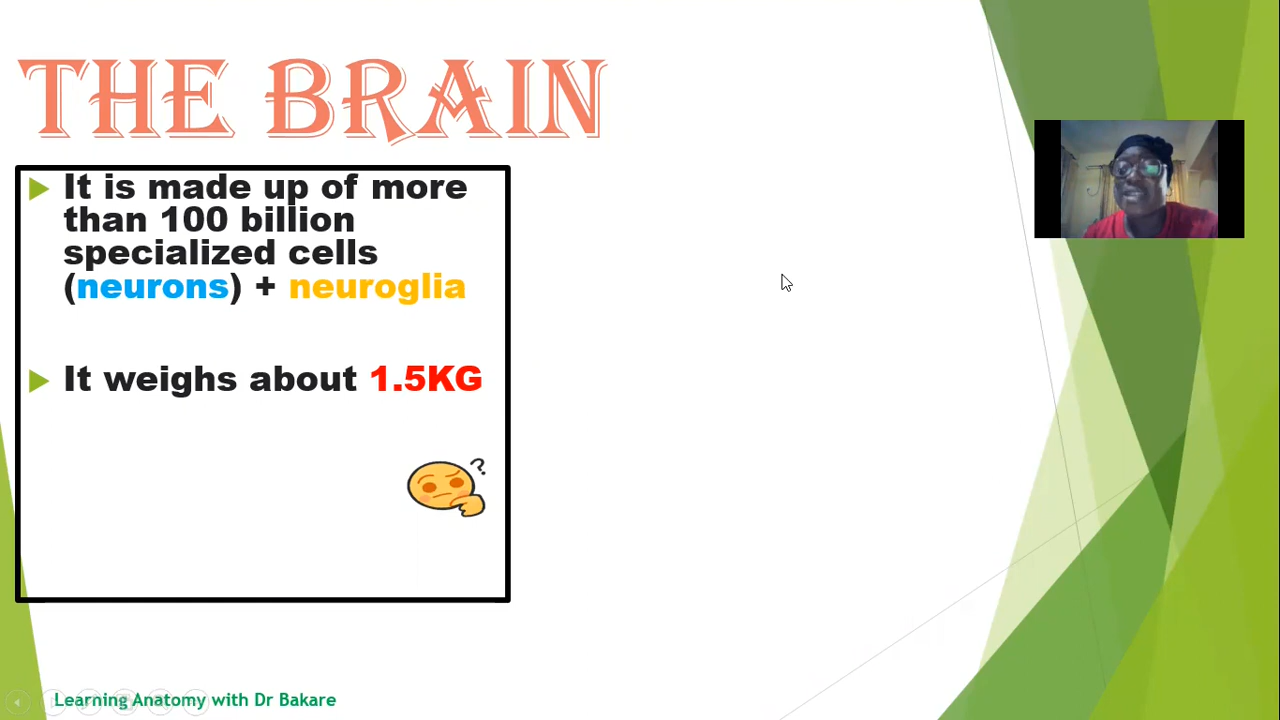 THE BRAIN
It is made up of more
than 100 billion
specialized cells
(neurons) + neuroglia
It weighs about 1.5KG
?
Learning Anatomy with Dr Bakare